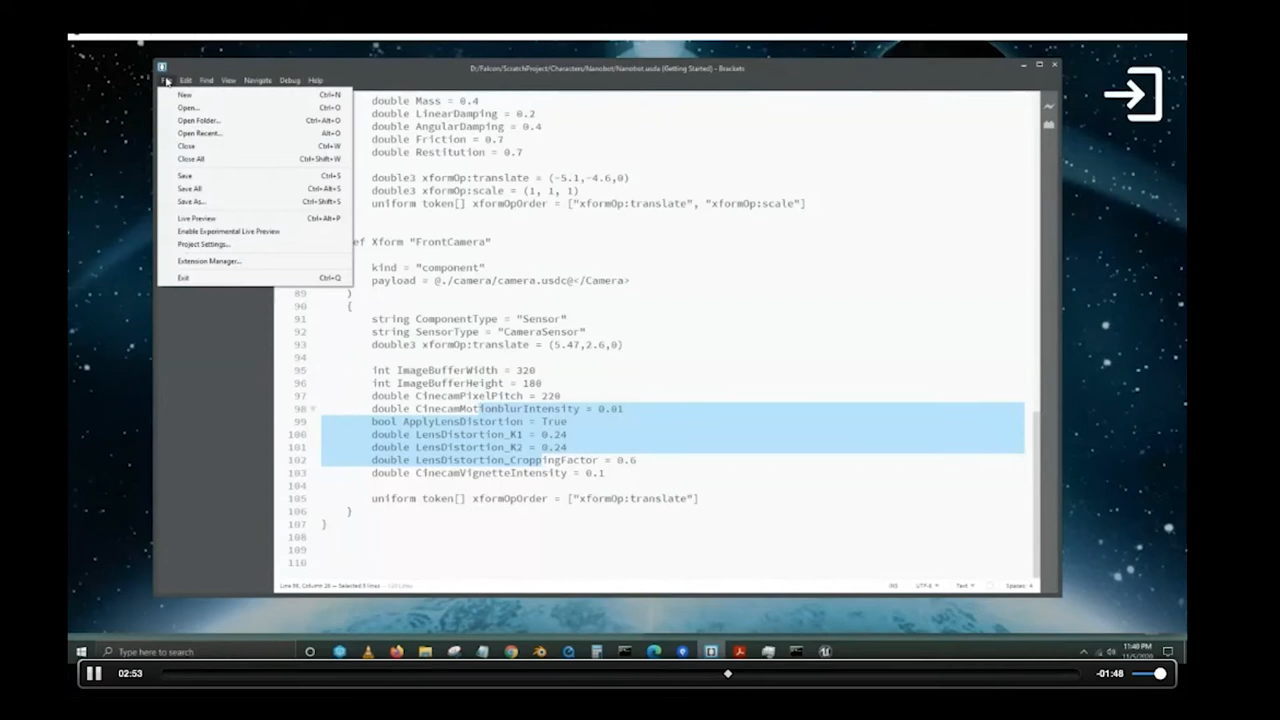 D:/Falcon/ScratchProject/Characters/Nanobot/Nanobot.usda (Getting Started) - Brackets
Edit Find View Navigate Debug Help
New Ctrl+N
Open... Ctrl+O
Open Folder... Ctrl+Alt+O
Open Recent... Alt+O
Close Ctrl+W
Close All Ctrl+Shift+W
Save Ctrl+S
Save All Ctrl+Alt+S
Save As... Ctrl+Shift+S
Live Preview Ctrl+Alt+P
Enable Experimental Live Preview
Project Settings...
Extension Manager...
Exit Ctrl+Q
double Mass = 0.4
double LinearDamping = 0.2
double AngularDamping = 0.4
double Friction = 0.7
double Restitution = 0.7
double3 xformOp:translate = (-5.1,-4.6,0)
double3 xformOp:scale = (1, 1, 1)
uniform token[] xformOpOrder = ["xformOp:translate", "xformOp:scale"]
ef Xform "FrontCamera"
kind = "component"
payload = @./camera/camera.usdc@</Camera>
89 )
90 {
91 string ComponentType = "Sensor"
92 string SensorType = "CameraSensor"
93 double3 xformOp:translate = (5.47,2.6,0)
94
95 int ImageBufferWidth = 320
96 int ImageBufferHeight = 180
97 double CinecamPixelPitch = 220
98 double CinecamMotionblurIntensity = 0.01
99 bool ApplyLensDistortion = True
100 double LensDistortion_K1 = 0.24
101 double LensDistortion_K2 = 0.24
102 double LensDistortion_CroppingFactor = 0.6
103 double CinecamVignetteIntensity = 0.1
104
105 uniform token[] xformOpOrder = ["xformOp:translate"]
106 }
107 }
108
109
110
INS UTF-8 Text Spaces: 4
Type here to search
11:40 PM
02:53 -01:48